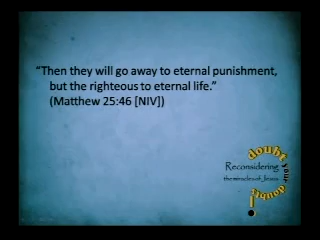 “Then they will go away to eternal punishment,
but the righteous to eternal life.”
(Matthew 25:46 [NIV])
doubt
your
doubt!
Reconsidering
the miracles of Jesus